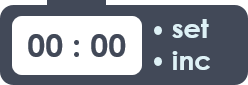 00 : 00
• set
• inc